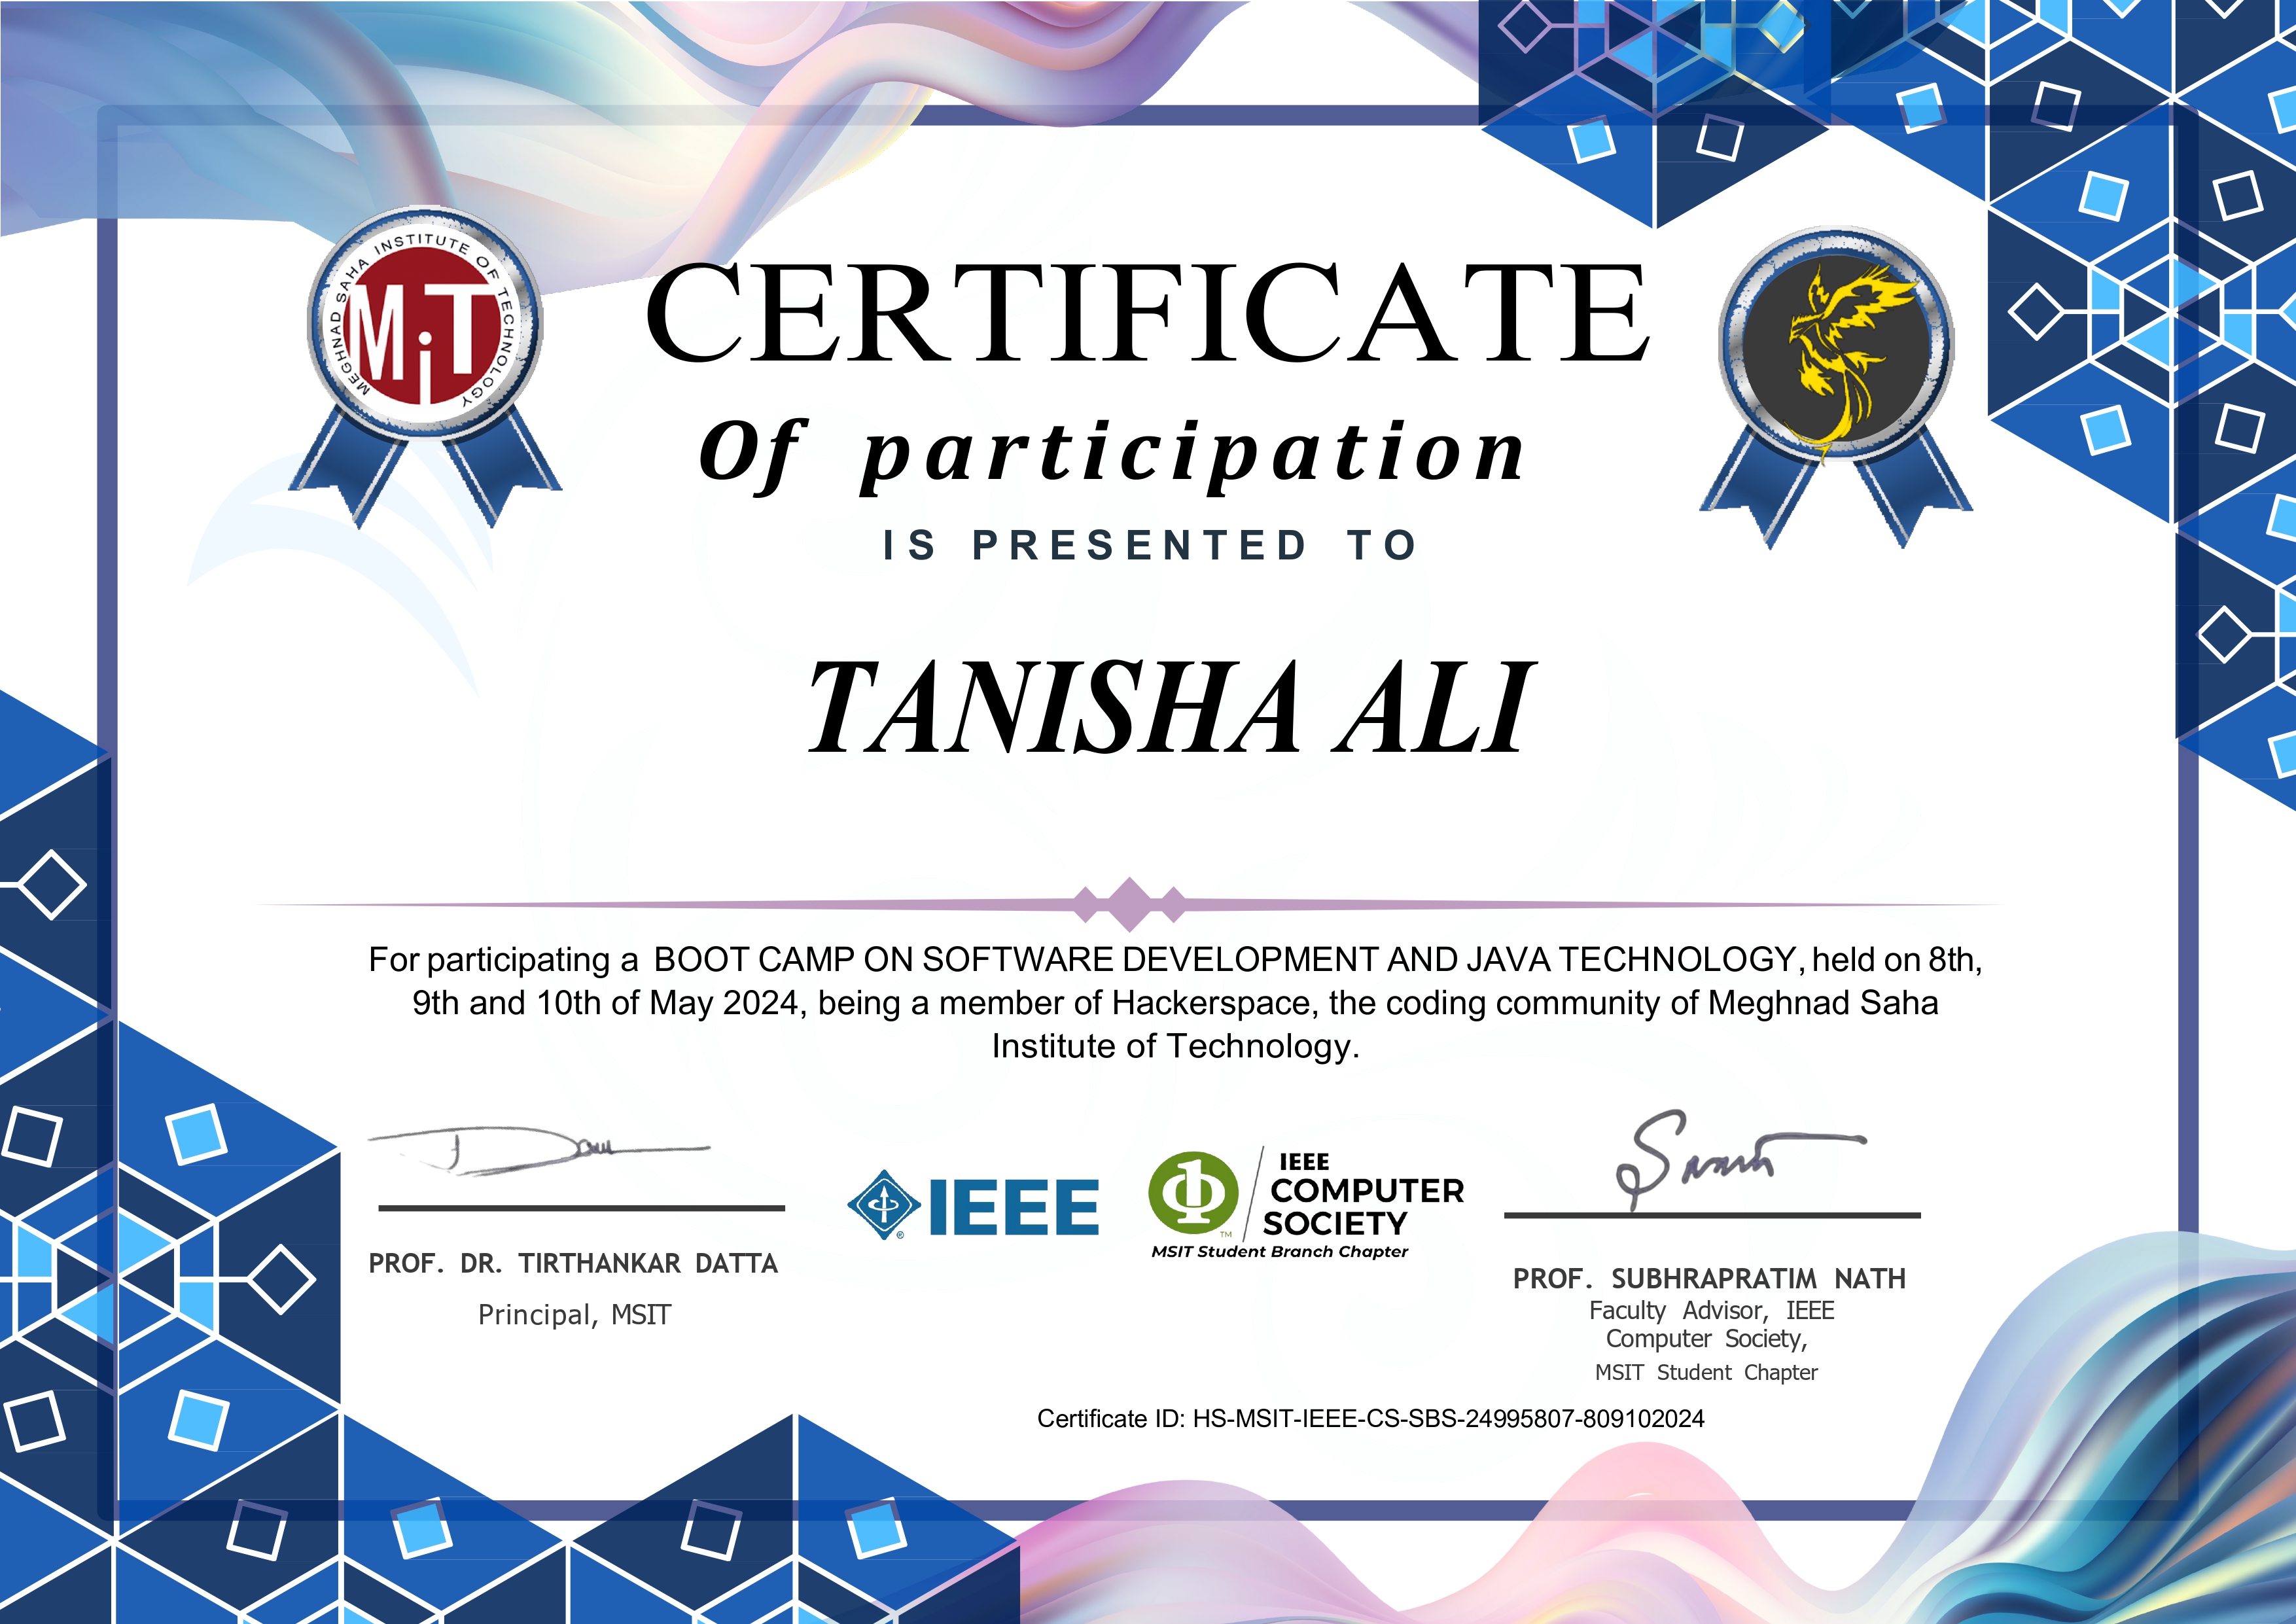 MEGHNAD SAHA INSTITUTE OF TECHNOLOGY
MiT
CERTIFICATE
Of participation
IS PRESENTED TO
TANISHA ALI
For participating a BOOT CAMP ON SOFTWARE DEVELOPMENT AND JAVA TECHNOLOGY, held on 8th,
9th and 10th of May 2024, being a member of Hackerspace, the coding community of Meghnad Saha
Institute of Technology.
IEEE
®
TM
IEEE
COMPUTER
SOCIETY
MSIT Student Branch Chapter
PROF. DR. TIRTHANKAR DATTA
Principal, MSIT
PROF. SUBHRAPRATIM NATH
Faculty Advisor, IEEE
Computer Society,
MSIT Student Chapter
Certificate ID: HS-MSIT-IEEE-CS-SBS-24995807-809102024